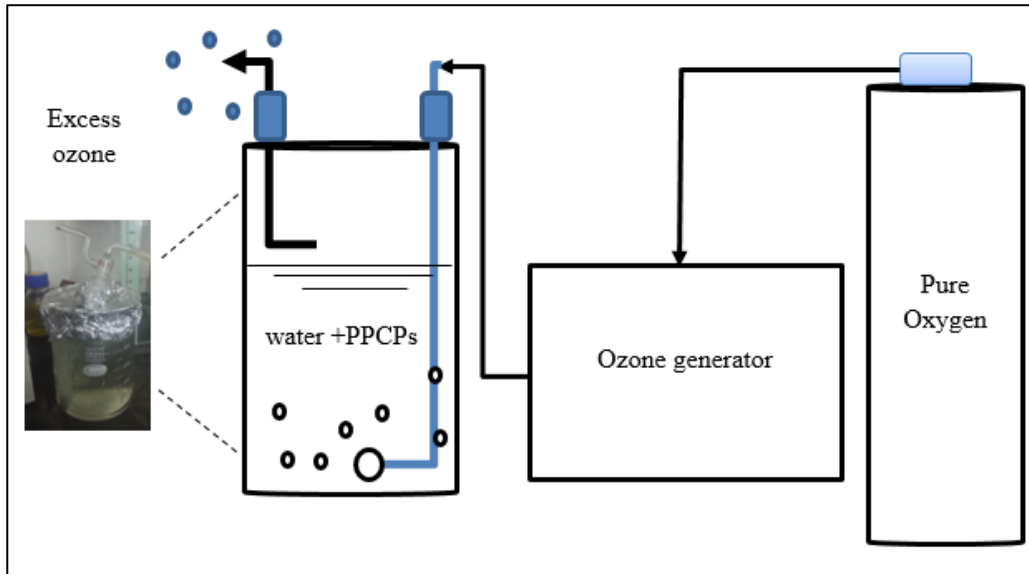 Excess
ozone
water +PPCPs
Ozone generator
Pure
Oxygen